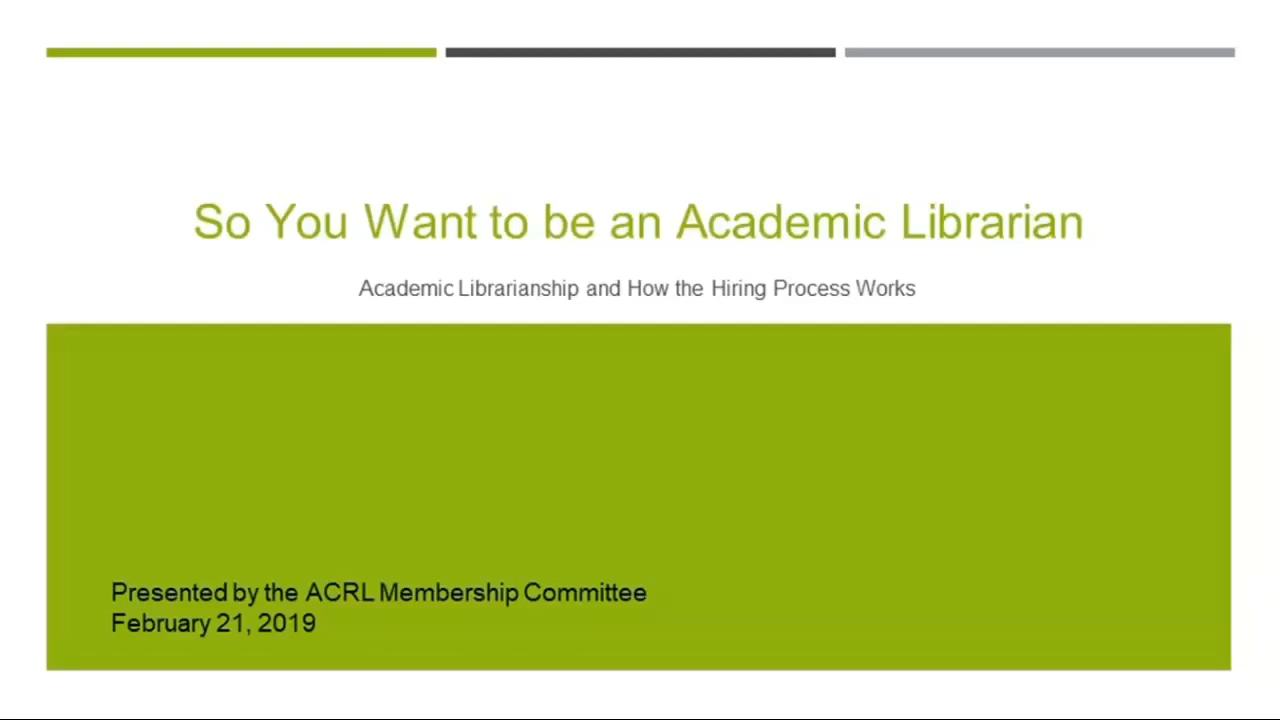 So You Want to be an Academic Librarian
Academic Librarianship and How the Hiring Process Works
Presented by the ACRL Membership Committee
February 21, 2019